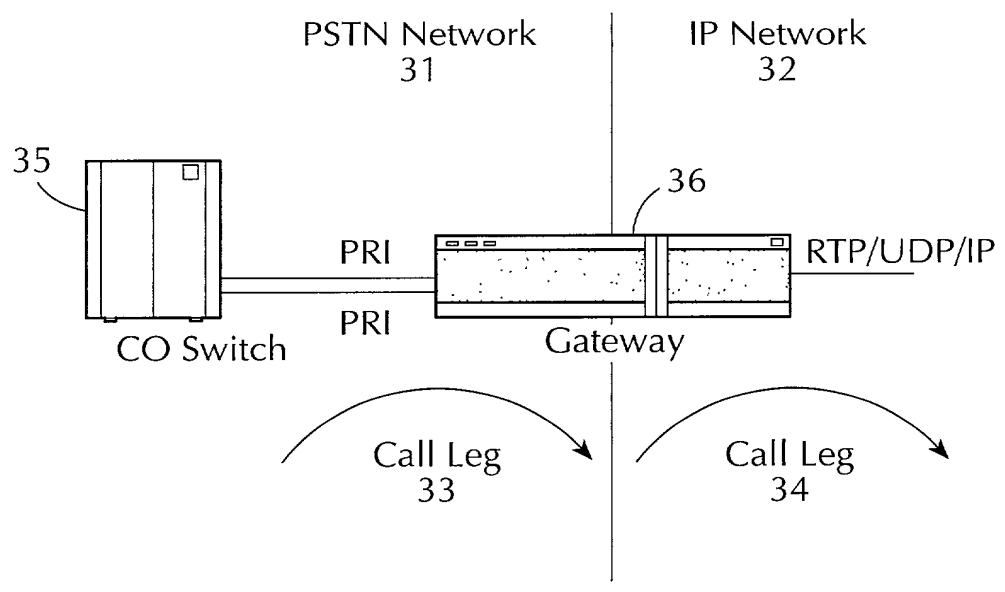 PSTN Network
31
IP Network
32
35
36
PRI
RTP/UDP/IP
PRI
CO Switch
Gateway
Call Leg
33
Call Leg
34